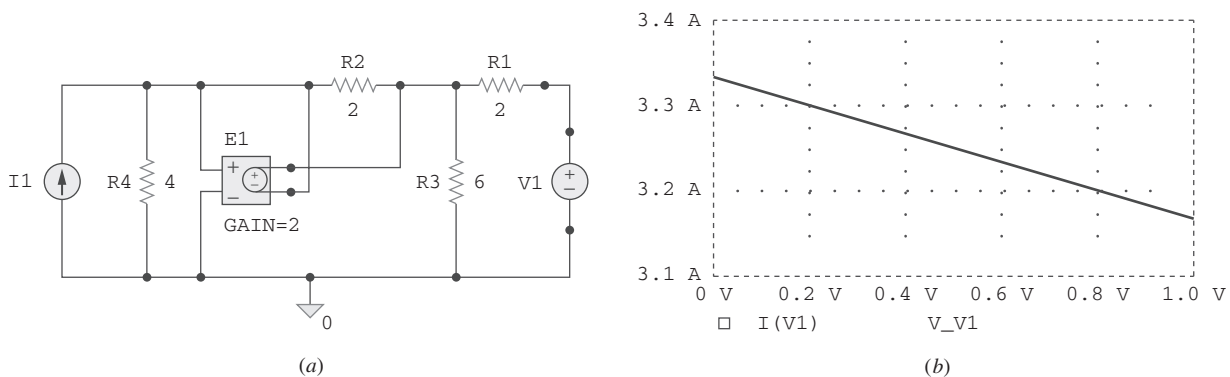 R2
R1
2
2
E1
+
−
+
−
I1
R4
4
R3
6
V1
+
−
GAIN=2
0
(a)
3.4 A
3.3 A
3.2 A
3.1 A
0 V 0.2 V 0.4 V 0.6 V 0.8 V 1.0 V
I(V1) V_V1
(b)